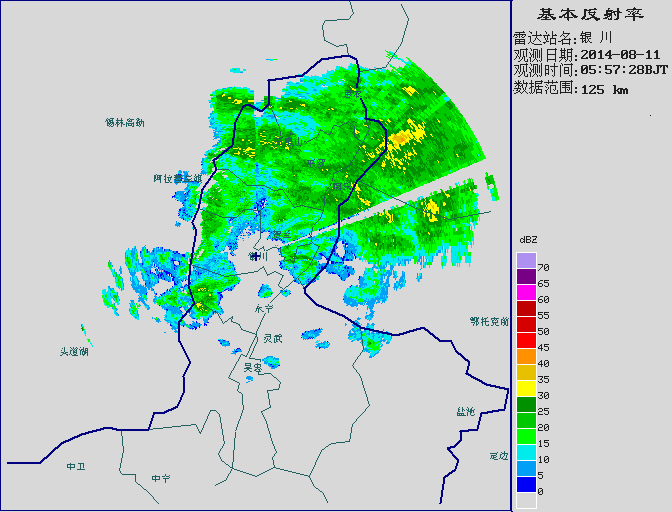 基本反射率
雷达站名:银 川
观测日期:2014-08-11
观测时间:05:57:28BJT
数据范围:125 km
锡林高勒
阿拉善左旗
银川
永宁
灵武
吴忠
头道湖
鄂托克前
盐池
定边
中卫
中宁
dBZ
70
65
60
55
50
45
40
35
30
25
20
15
10
5
0